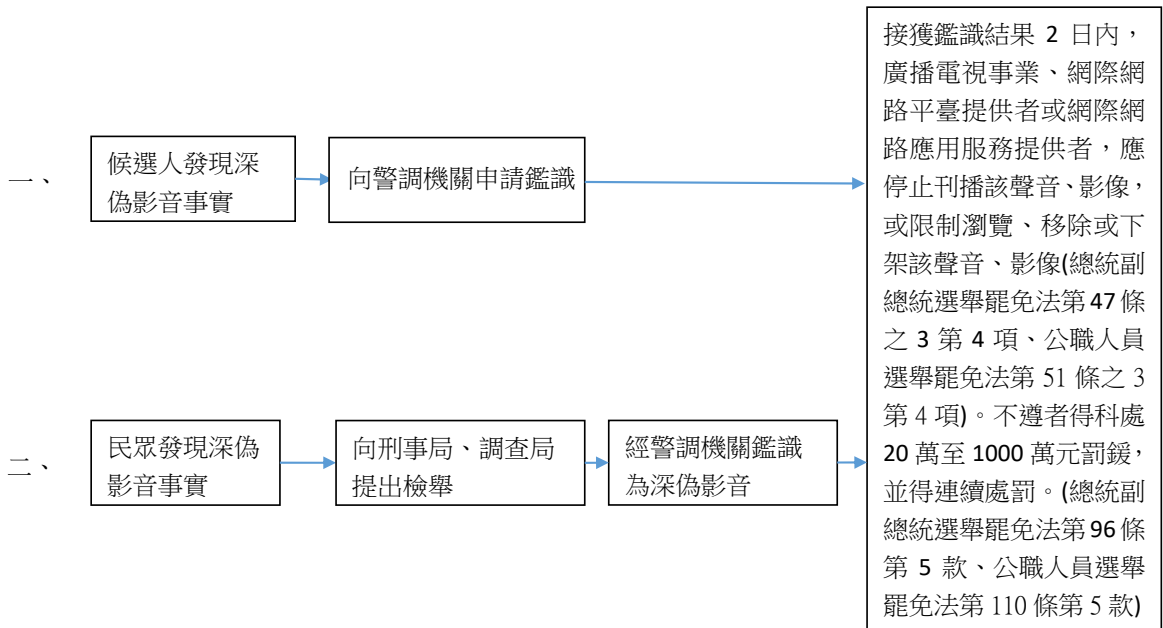 一、
候選人發現深
偽影音事實
向警調機關申請鑑識
二、
民眾發現深偽
影音事實
向刑事局、調查局
提出檢舉
經警調機關鑑識
為深偽影音
接獲鑑識結果 2 日內，
廣播電視事業、網際網
路平臺提供者或網際網
路應用服務提供者，應
停止刊播該聲音、影像，
或限制瀏覽、移除或下
架該聲音、影像(總統副
總統選舉罷免法第 47 條
之 3 第 4 項、公職人員
選舉罷免法第 51 條之 3
第 4 項)。不遵者得科處
20 萬至 1000 萬元罰鍰，
並得連續處罰。(總統副
總統選舉罷免法第 96 條
第 5 款、公職人員選舉
罷免法第 110 條第 5 款)